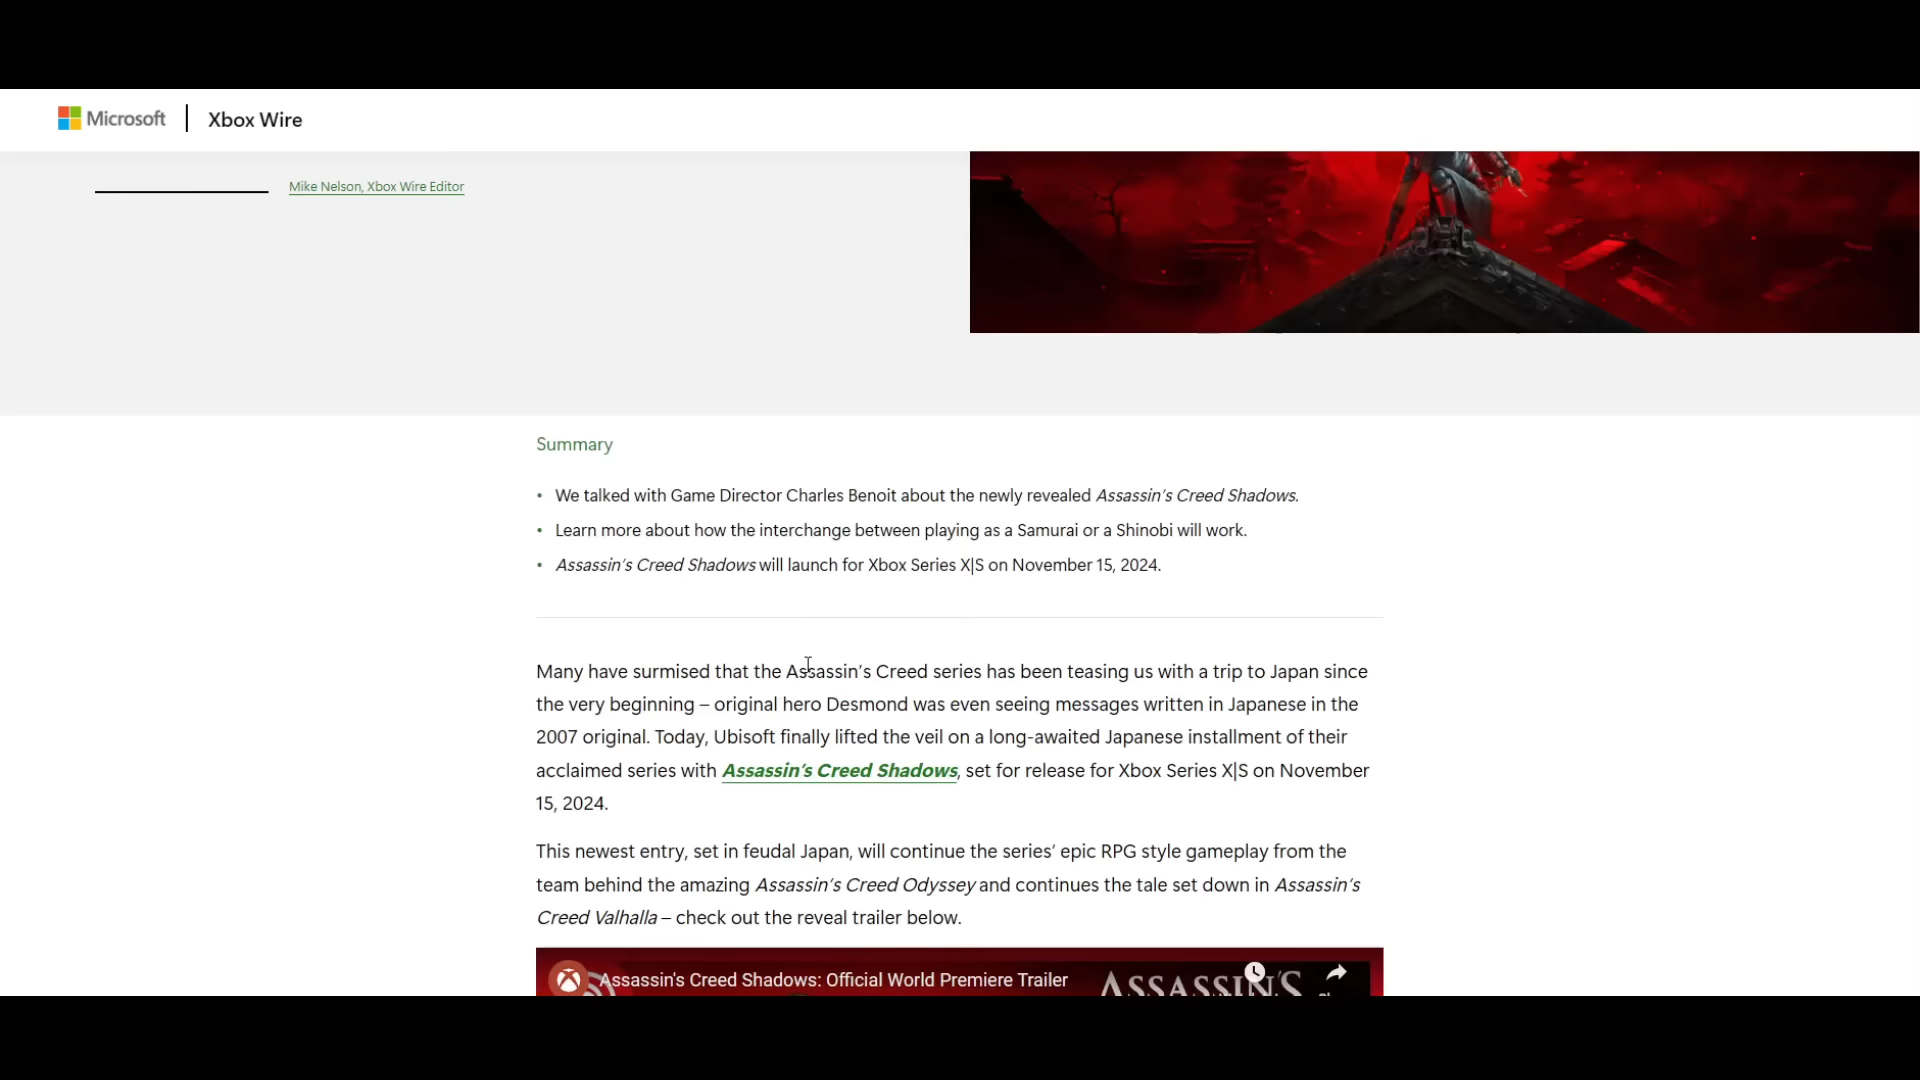 Microsoft | Xbox Wire
Mike Nelson, Xbox Wire Editor
Summary
• We talked with Game Director Charles Benoit about the newly revealed Assassin’s Creed Shadows.
• Learn more about how the interchange between playing as a Samurai or a Shinobi will work.
• Assassin’s Creed Shadows will launch for Xbox Series X|S on November 15, 2024.
Many have surmised that the Assassin’s Creed series has been teasing us with a trip to Japan since
the very beginning – original hero Desmond was even seeing messages written in Japanese in the
2007 original. Today, Ubisoft finally lifted the veil on a long-awaited Japanese installment of their
acclaimed series with Assassin’s Creed Shadows, set for release for Xbox Series X|S on November
15, 2024.
This newest entry, set in feudal Japan, will continue the series’ epic RPG style gameplay from the
team behind the amazing Assassin’s Creed Odyssey and continues the tale set down in Assassin’s
Creed Valhalla – check out the reveal trailer below.
Assassin's Creed Shadows: Official World Premiere Trailer
ASSASSIN'S